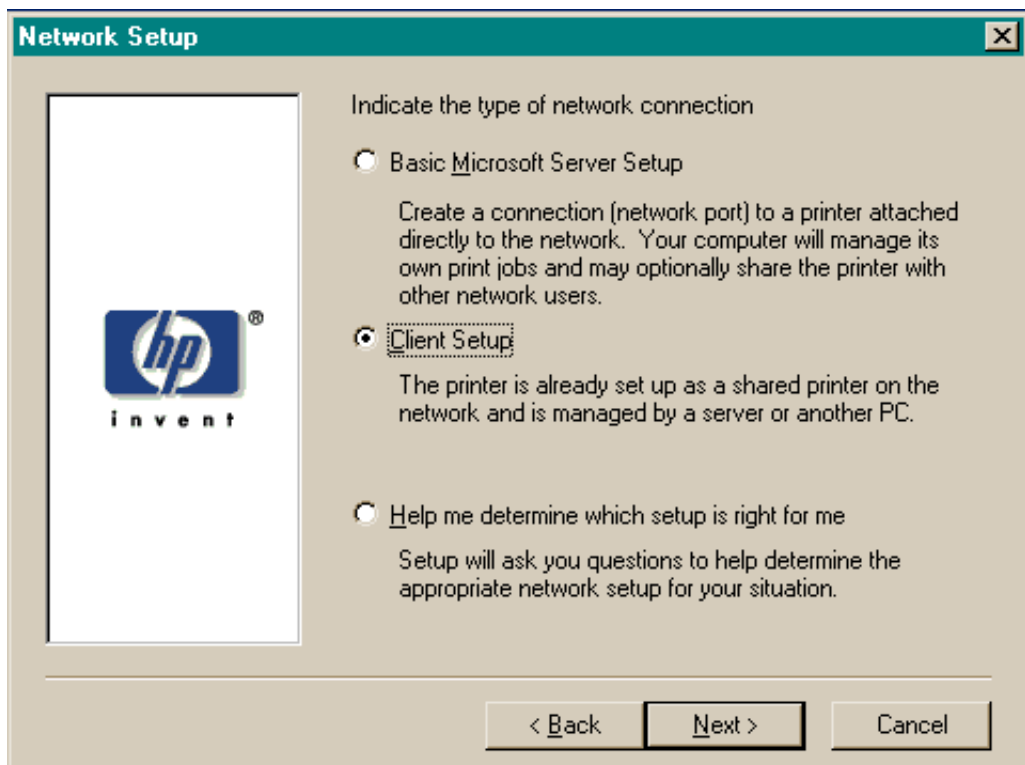 Network Setup
Indicate the type of network connection
Basic Microsoft Server Setup
Create a connection (network port) to a printer attached
directly to the network. Your computer will manage its
own print jobs and may optionally share the printer with
other network users.
hp ®
invent
Client Setup
The printer is already set up as a shared printer on the
network and is managed by a server or another PC.
Help me determine which setup is right for me
Setup will ask you questions to help determine the
appropriate network setup for your situation.
< Back Next > Cancel